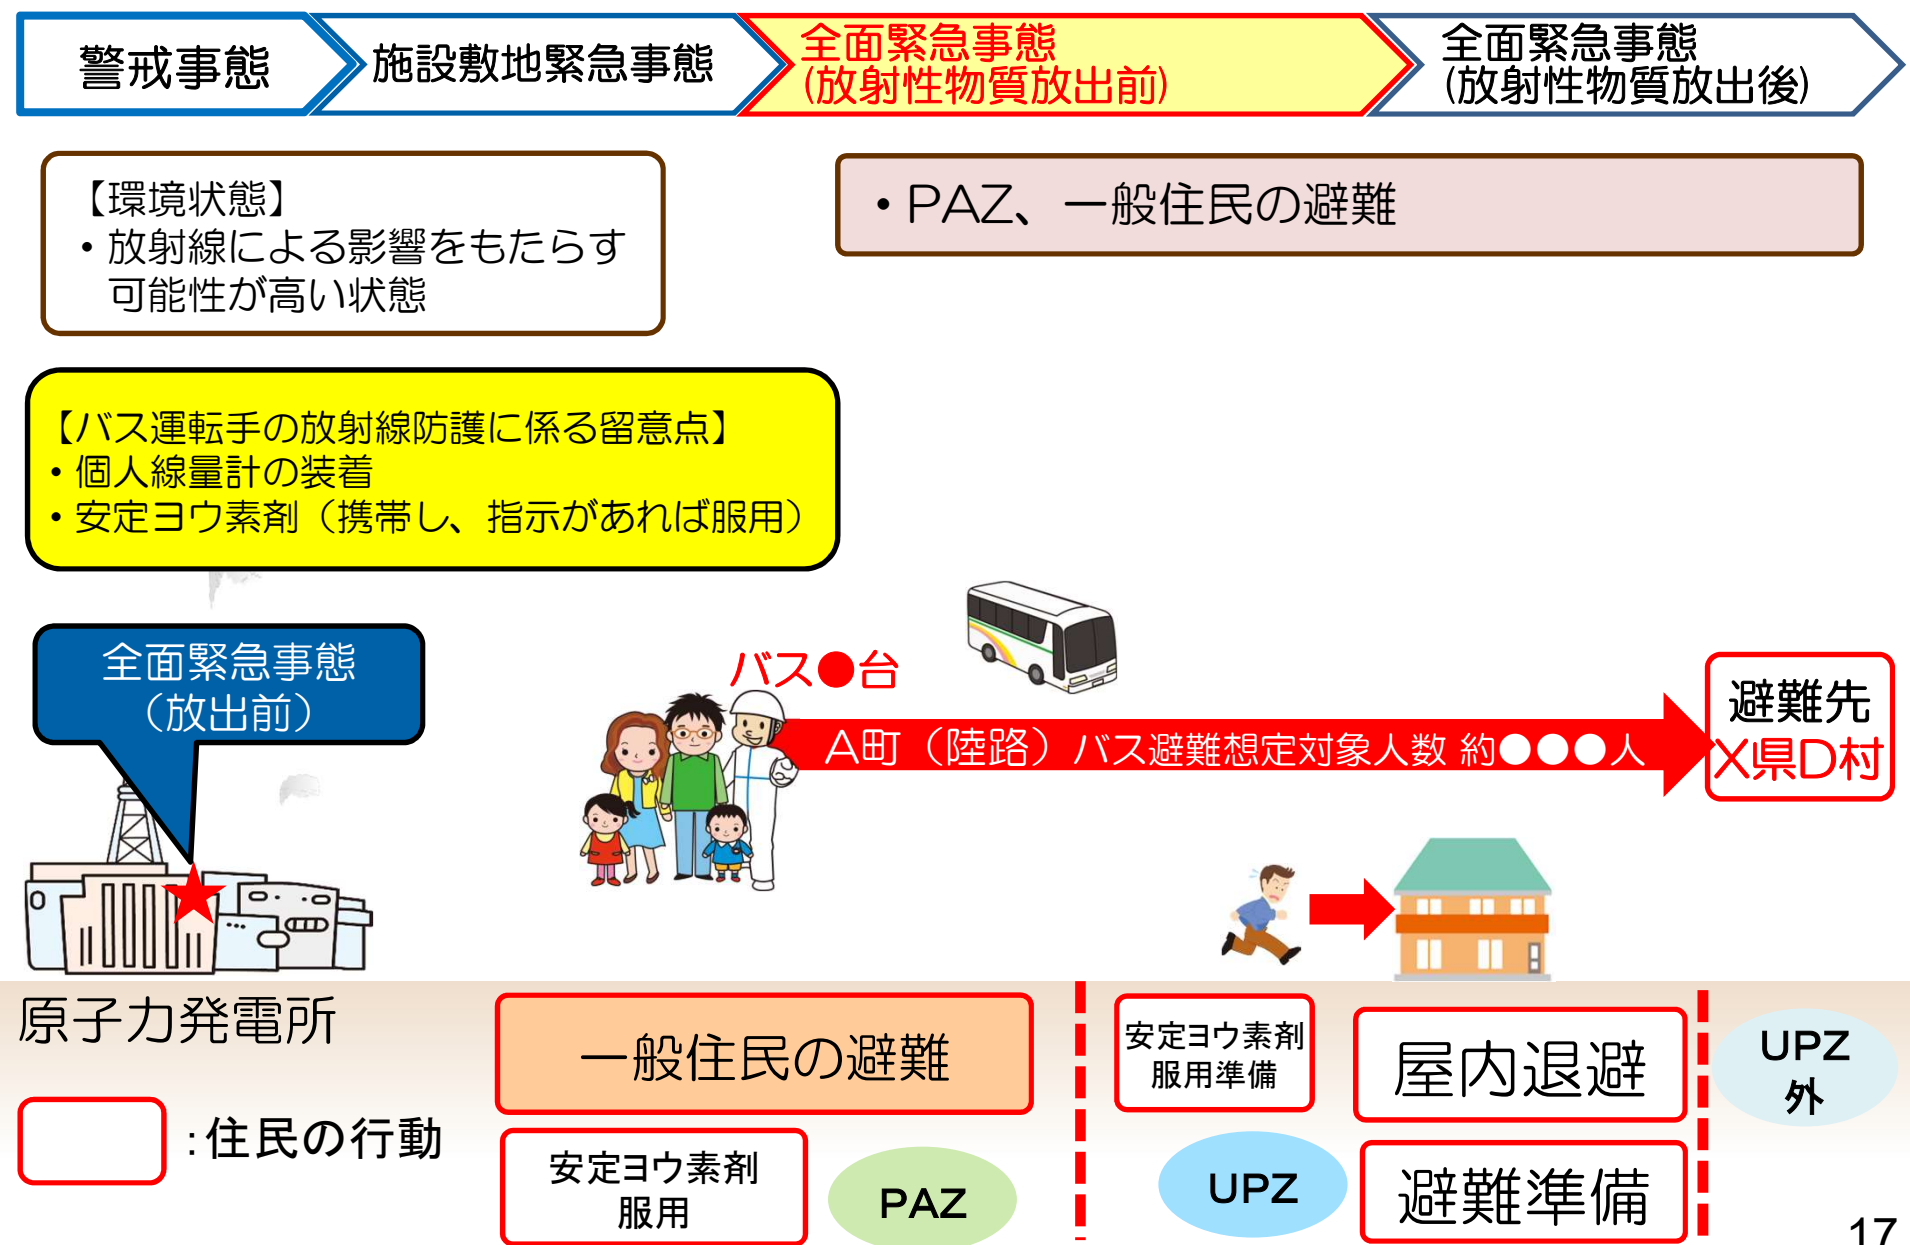 警戒事態
施設敷地緊急事態
全面緊急事態
(放射性物質放出前)
全面緊急事態
(放射性物質放出後)
【環境状態】
・放射線による影響をもたらす
可能性が高い状態
・PAZ、一般住民の避難
【バス運転手の放射線防護に係る留意点】
・個人線量計の装着
・安定ヨウ素剤（携帯し、指示があれば服用）
全面緊急事態
（放出前）
バス●台
A町（陸路）バス避難想定対象人数 約●●●人
避難先
X県D村
原子力発電所
:住民の行動
一般住民の避難
安定ヨウ素剤
服用
PAZ
安定ヨウ素剤
服用準備
屋内退避
UPZ
避難準備
UPZ
外
17